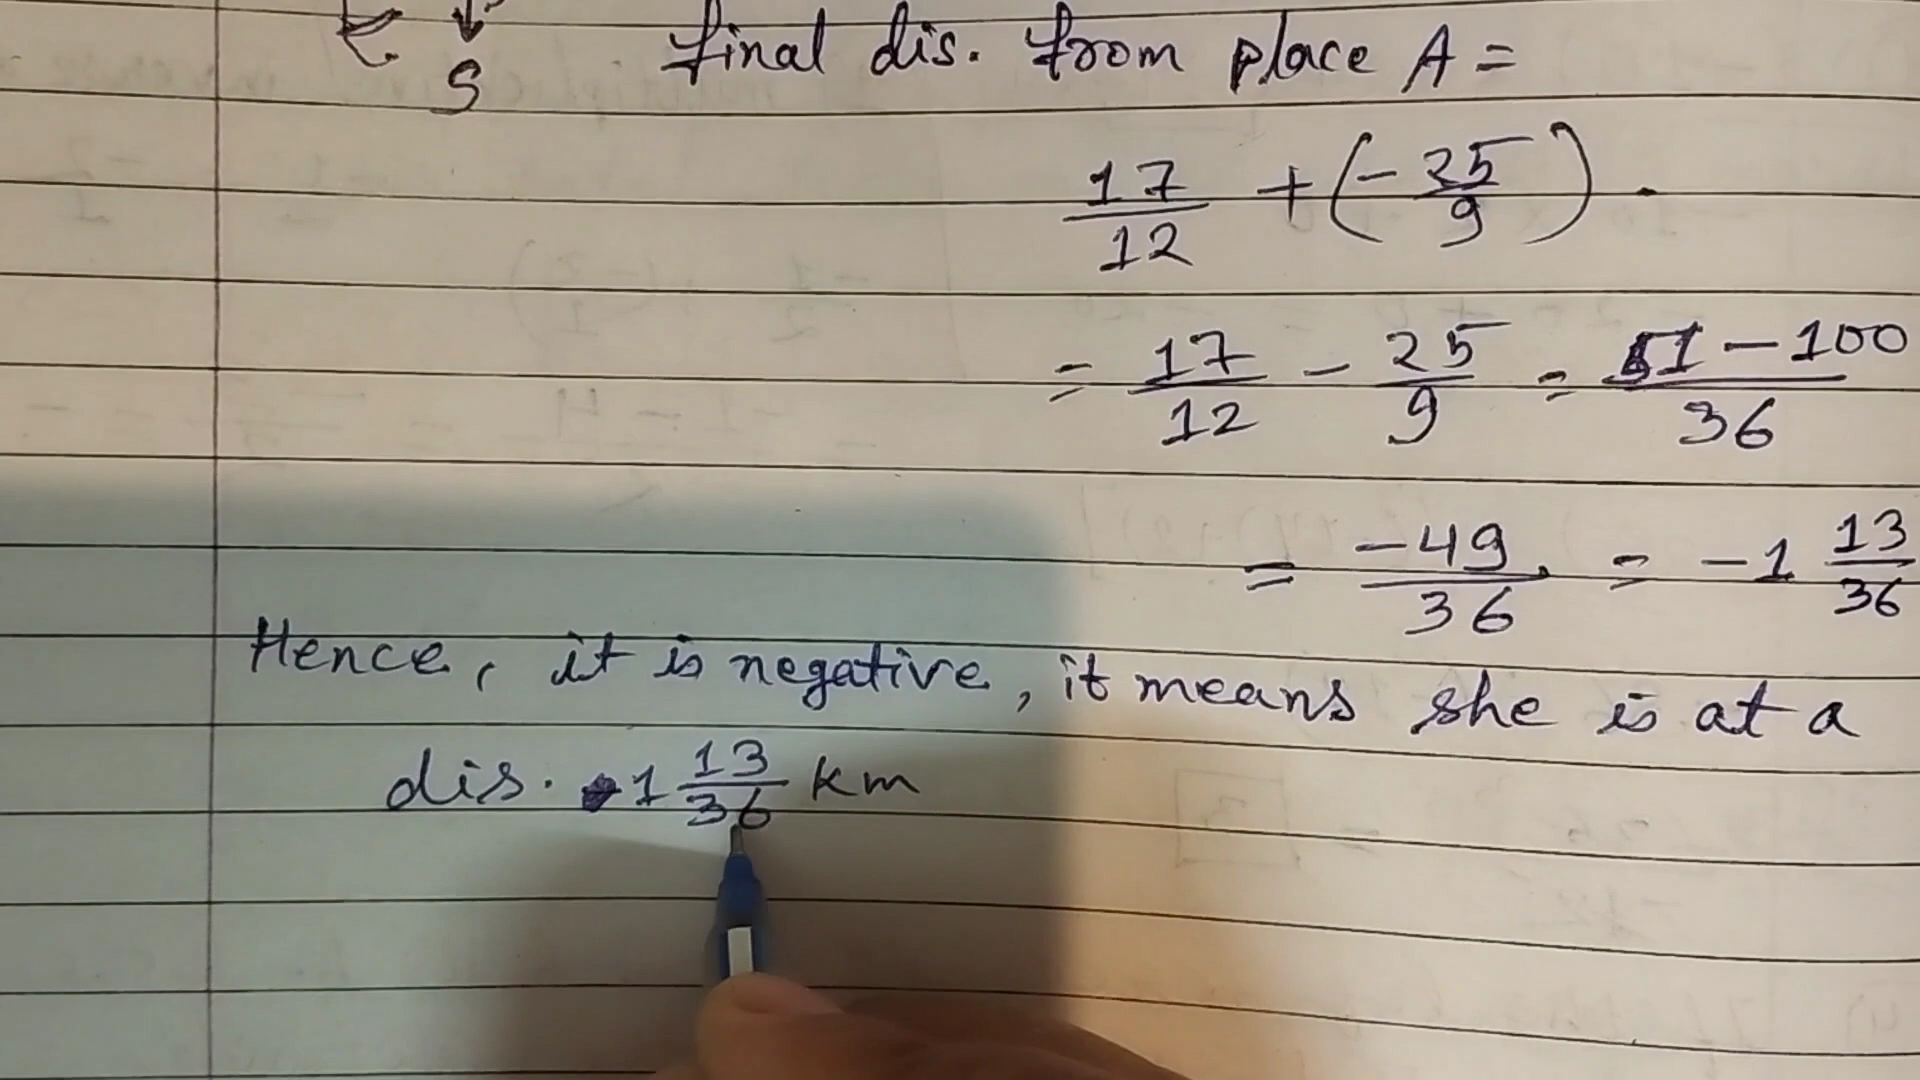 final dis. from place A =
S
17/12 + (-25/9).
= 17/12 - 25/9 = 51-100/36
= -49/36 = -1 13/36
Hence, it is negative, it means she is at a
dis. 1 13/36 km